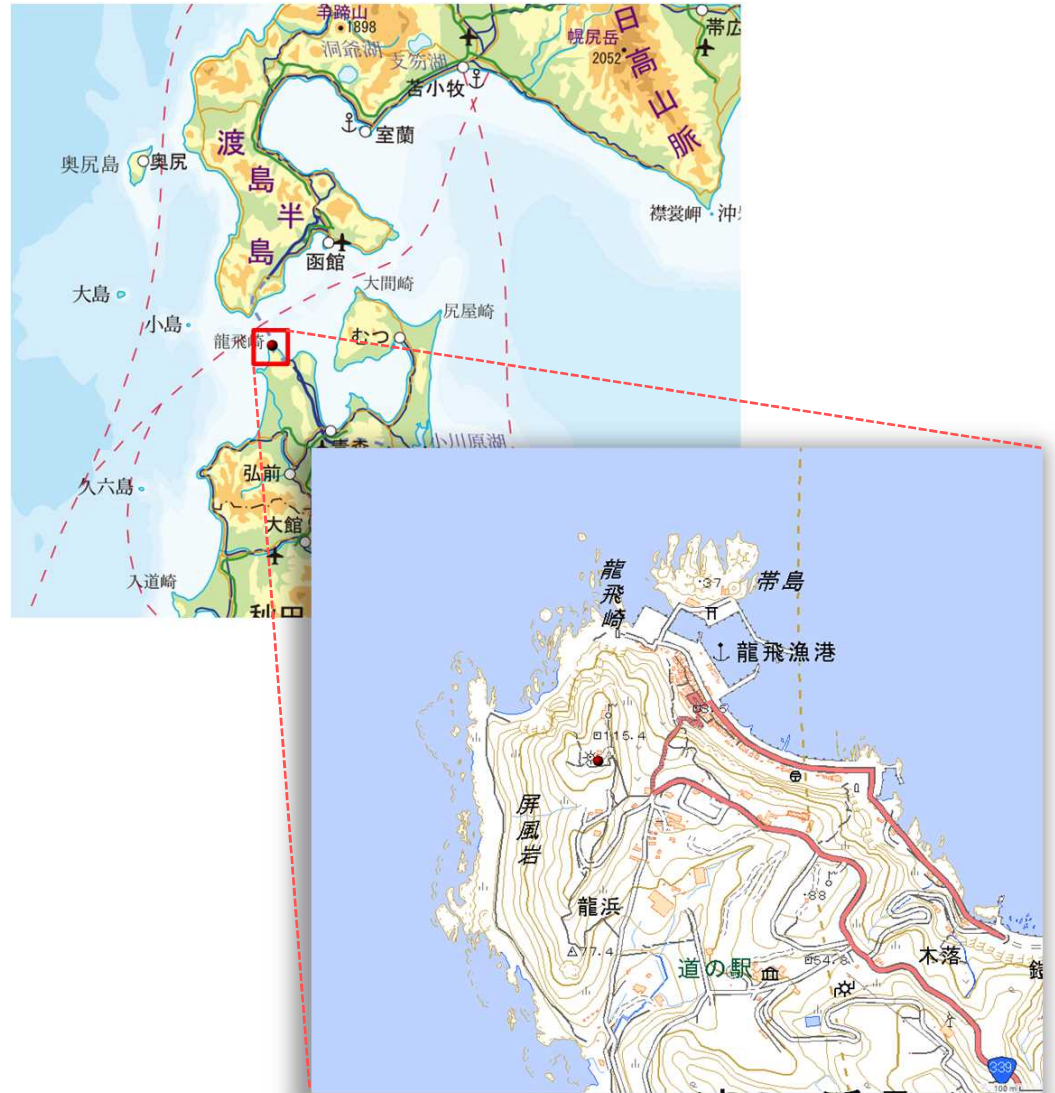 羊蹄山
1898
洞爺湖
支笏湖
苫小牧
幌尻岳
2052
帯広
日高山脈
室蘭
渡島半島
奥尻島
奥尻
襟裳岬
函館
大島
小島
大間崎
尻屋崎
龍飛崎
むつ
青森
小川原湖
弘前
久六島
大館
入道崎
秋田
龍飛崎
37
帯島
龍飛漁港
115.4
屏風岩
88
龍浜
77.4
道の駅
54.8
木落
339
100 m